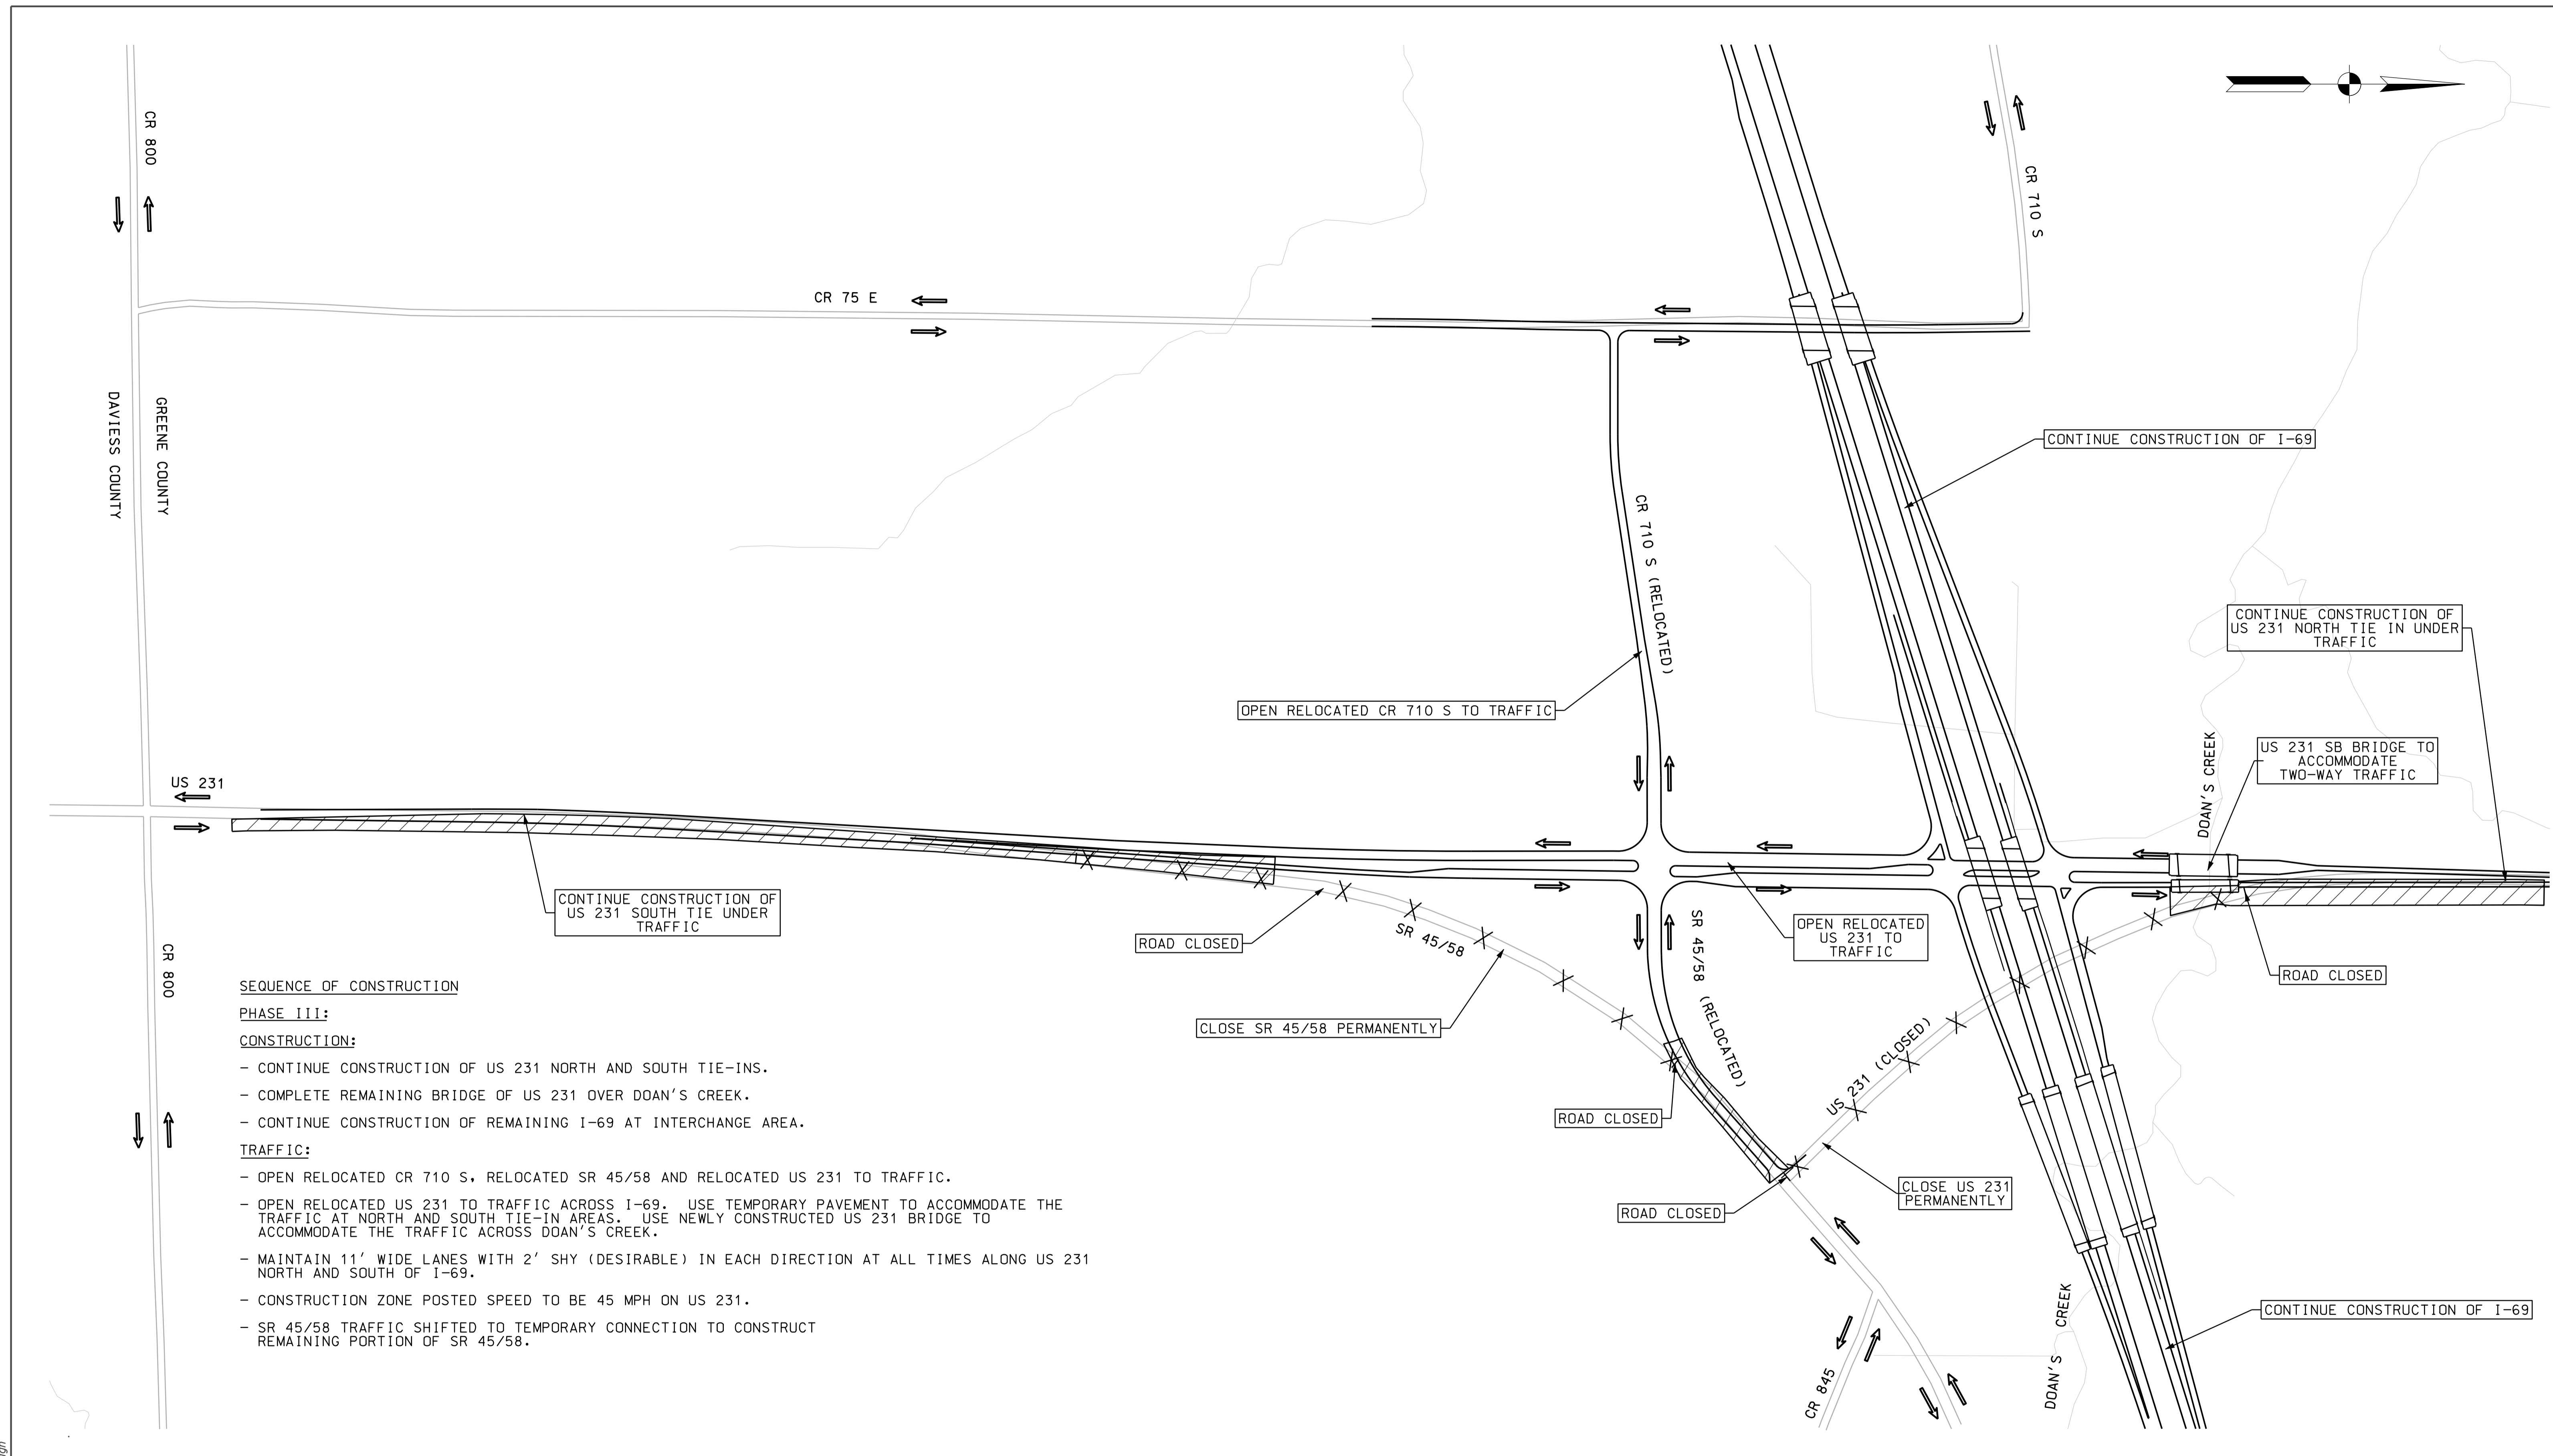 CR 800
CR 710 S
CR 75 E
DAVIESS COUNTY
GREENE COUNTY
CONTINUE CONSTRUCTION OF I-69
CR 710 S (RELOCATED)
CONTINUE CONSTRUCTION OF
US 231 NORTH TIE IN UNDER
TRAFFIC
OPEN RELOCATED CR 710 S TO TRAFFIC
DOAN'S CREEK
US 231 SB BRIDGE TO
ACCOMMODATE
TWO-WAY TRAFFIC
US 231
CONTINUE CONSTRUCTION OF
US 231 SOUTH TIE UNDER
TRAFFIC
ROAD CLOSED
SR 45/58
SR 45/58 (RELOCATED)
OPEN RELOCATED
US 231 TO
TRAFFIC
ROAD CLOSED
CR 800
CLOSE SR 45/58 PERMANENTLY
US 231 (CLOSED)
ROAD CLOSED
ROAD CLOSED
CLOSE US 231
PERMANENTLY
CONTINUE CONSTRUCTION OF I-69
DOAN'S CREEK
CR 845
SEQUENCE OF CONSTRUCTION
PHASE III:
CONSTRUCTION:
- CONTINUE CONSTRUCTION OF US 231 NORTH AND SOUTH TIE-INS.
- COMPLETE REMAINING BRIDGE OF US 231 OVER DOAN'S CREEK.
- CONTINUE CONSTRUCTION OF REMAINING I-69 AT INTERCHANGE AREA.
TRAFFIC:
- OPEN RELOCATED CR 710 S, RELOCATED SR 45/58 AND RELOCATED US 231 TO TRAFFIC.
- OPEN RELOCATED US 231 TO TRAFFIC ACROSS I-69. USE TEMPORARY PAVEMENT TO ACCOMMODATE THE
TRAFFIC AT NORTH AND SOUTH TIE-IN AREAS. USE NEWLY CONSTRUCTED US 231 BRIDGE TO
ACCOMMODATE THE TRAFFIC ACROSS DOAN'S CREEK.
- MAINTAIN 11' WIDE LANES WITH 2' SHY (DESIRABLE) IN EACH DIRECTION AT ALL TIMES ALONG US 231
NORTH AND SOUTH OF I-69.
- CONSTRUCTION ZONE POSTED SPEED TO BE 45 MPH ON US 231.
- SR 45/58 TRAFFIC SHIFTED TO TEMPORARY CONNECTION TO CONSTRUCT
REMAINING PORTION OF SR 45/58.